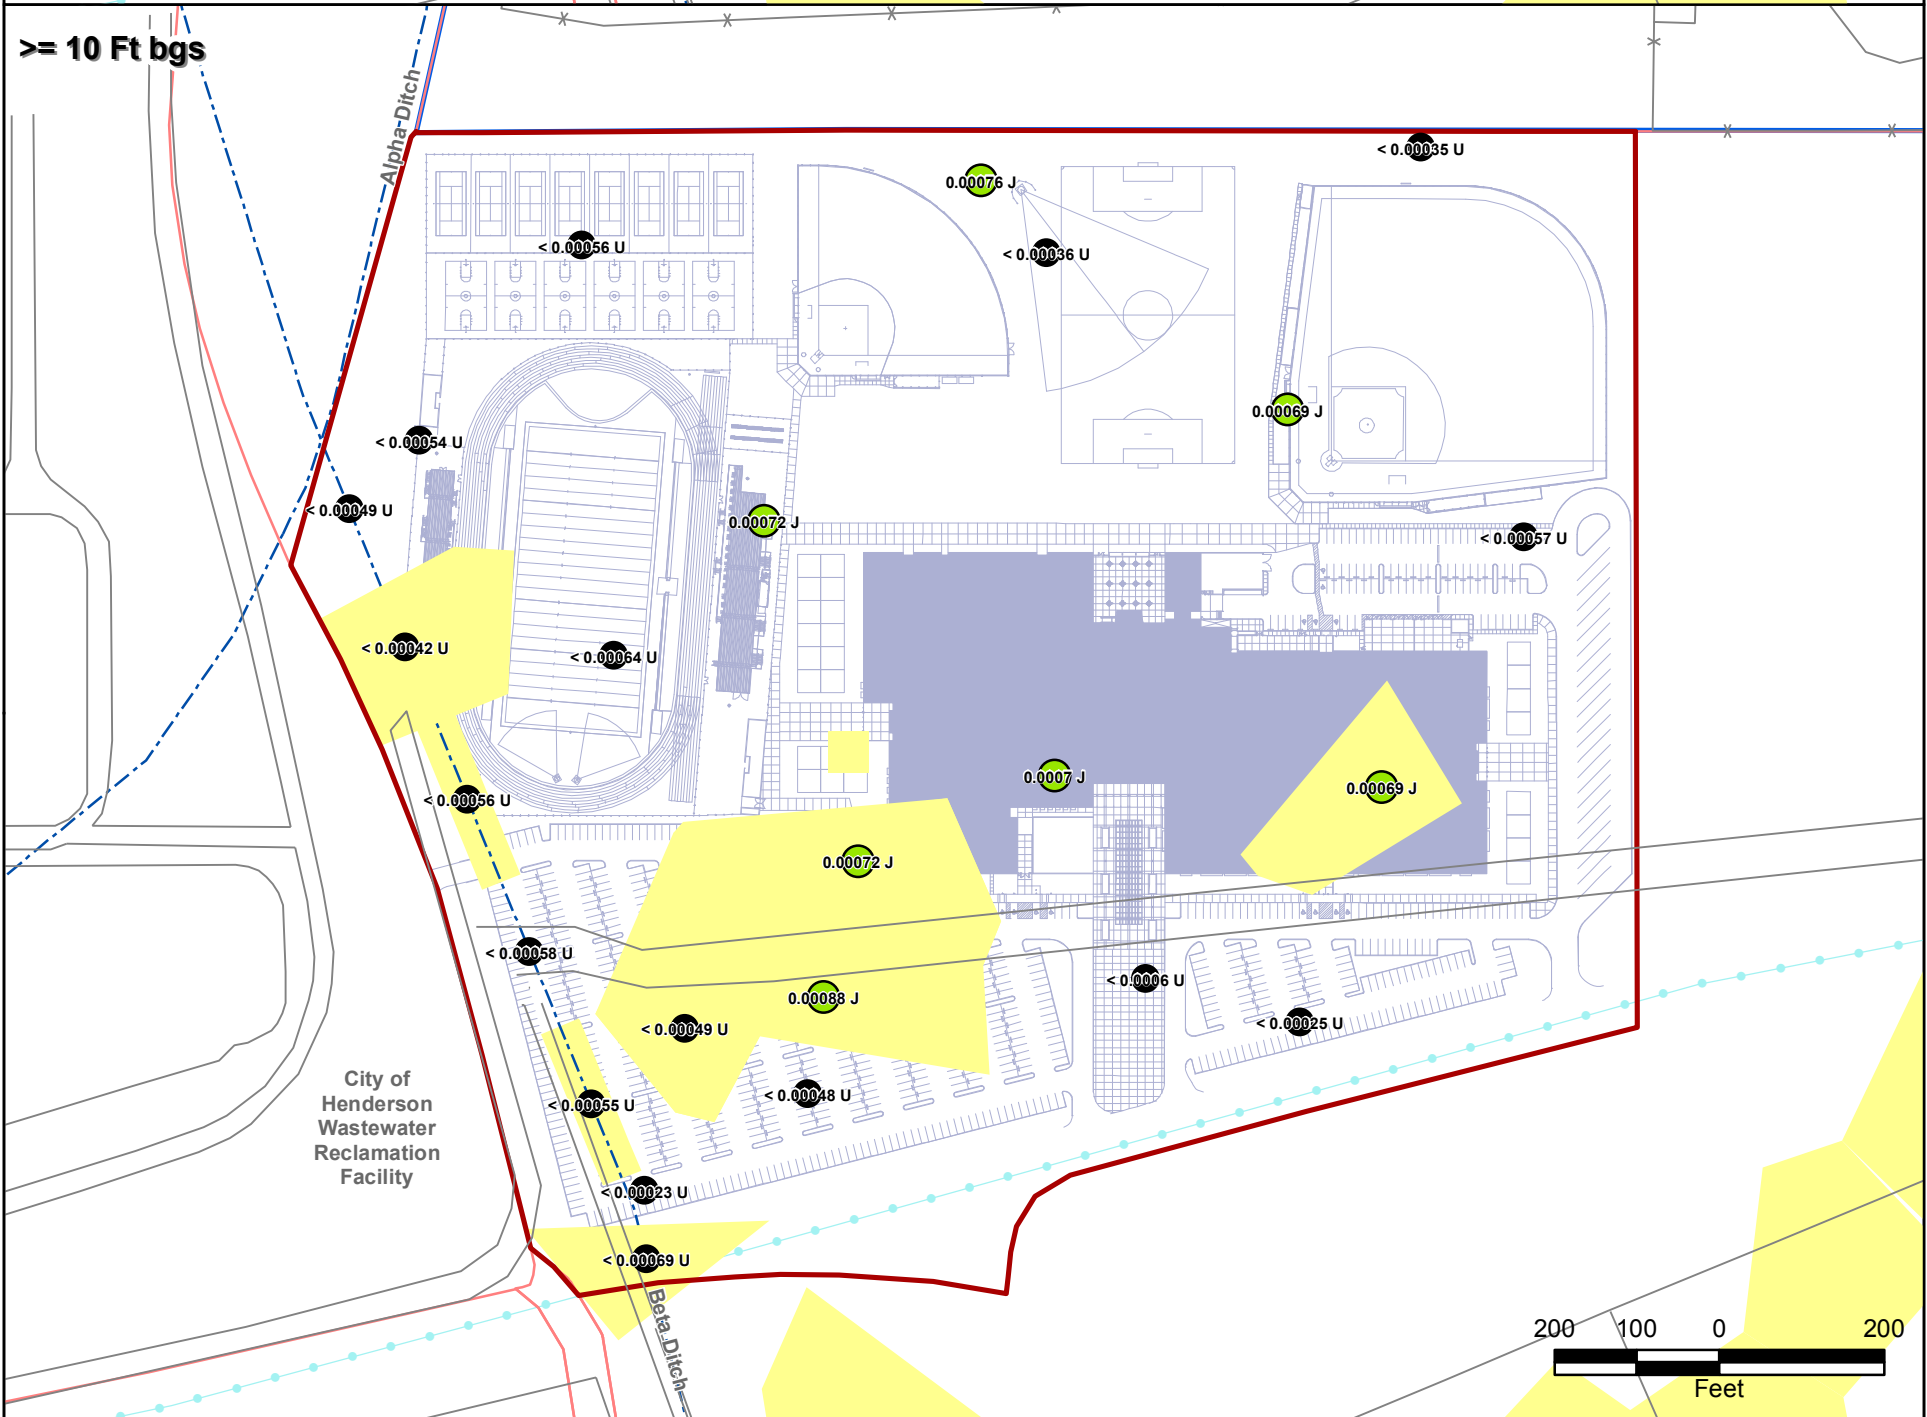 >= 10 Ft bgs
Alpha Ditch
< 0.00035 U
0.00076 J
< 0.00056 U
< 0.00036 U
0.00069 J
< 0.00054 U
< 0.00049 U
0.00072 J
< 0.00057 U
< 0.00042 U
< 0.00064 U
0.0007 J
0.00069 J
< 0.00056 U
0.00072 J
< 0.00058 U
< 0.0006 U
0.00088 J
< 0.00049 U
< 0.00025 U
City of
Henderson
Wastewater
Reclamation
Facility
< 0.00048 U
< 0.00055 U
< 0.00023 U
< 0.00069 U
Beta Ditch
200 100 0 200
Feet